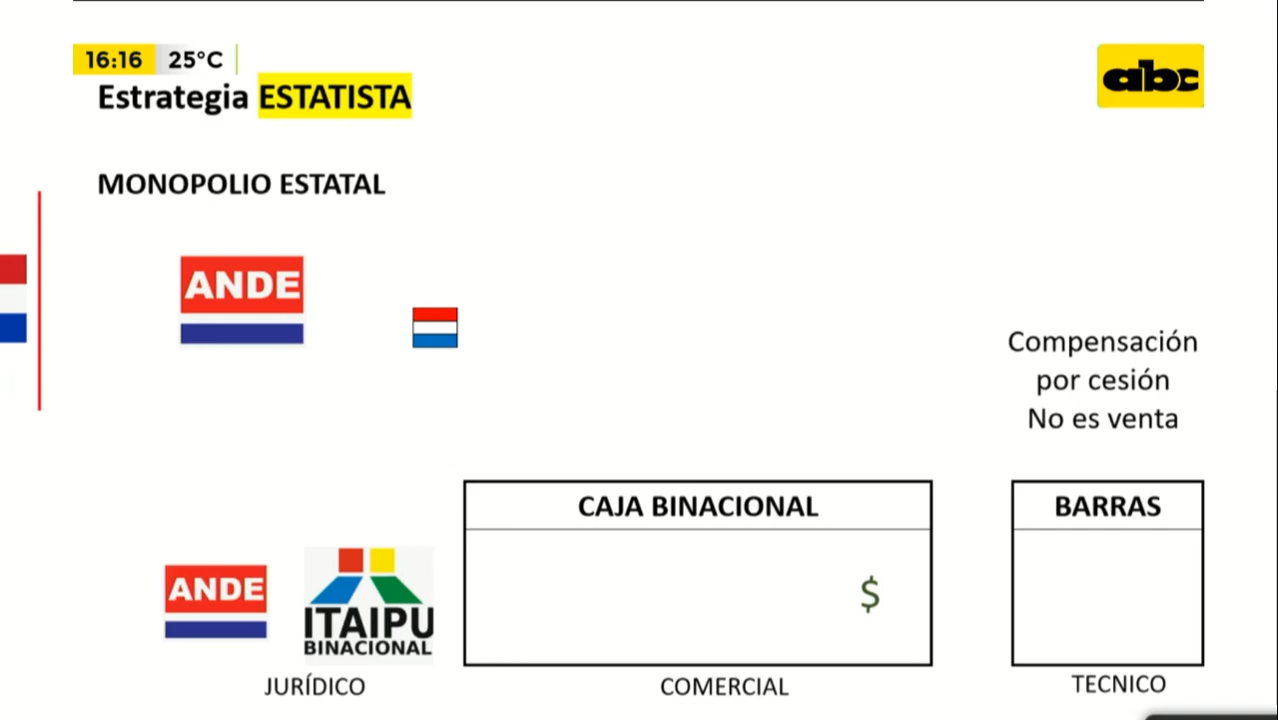 16:16 25°C
abc
Estrategia ESTATISTA
MONOPOLIO ESTATAL
ANDE
Compensación
por cesión
No es venta
CAJA BINACIONAL
BARRAS
ANDE
ITAIPU
BINACIONAL
$
JURÍDICO
COMERCIAL
TECNICO